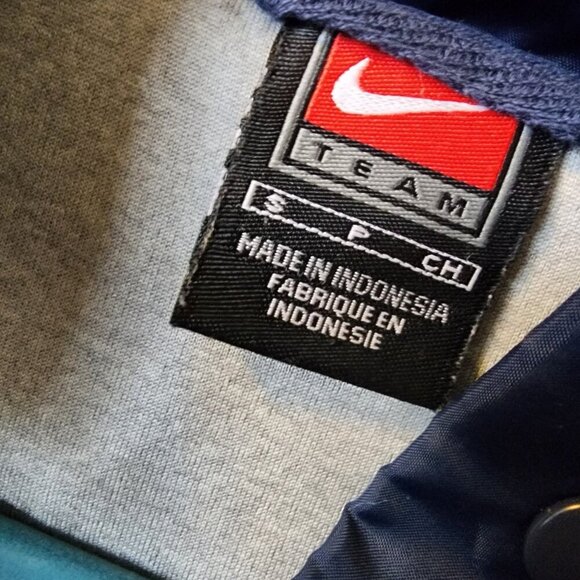 TEAM
S P CH
MADE IN INDONESIA
FABRIQUE EN
INDONESIE